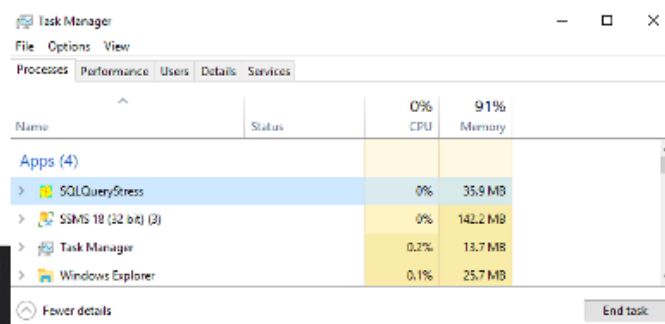 Task Manager
File Options View
Processes Performance Users Details Services
0% 91%
Name Status CPU Memory
Apps (4)
SQLQueryStress 0% 35.9 MB
SSMS 18 (32 bit) (3) 0% 142.2 MB
Task Manager 0.2% 13.7 MB
Windows Explorer 0.1% 25.7 MB
Fewer details End task